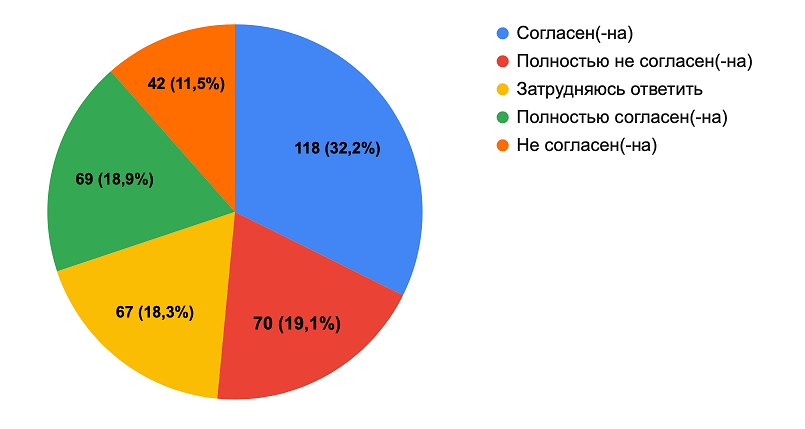 Согласен(-на)
Полностью не согласен(-на)
Затрудняюсь ответить
Полностью согласен(-на)
Не согласен(-на)
42 (11,5%)
118 (32,2%)
69 (18,9%)
67 (18,3%)
70 (19,1%)